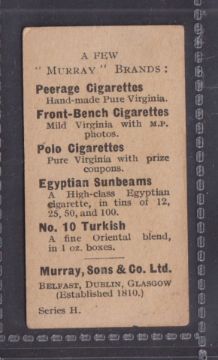 A FEW
"MURRAY" BRANDS:
Peerage Cigarettes
Hand-made Pure Virginia.
Front-Bench Cigarettes
Mild Virginia with M.P.
photos.
Polo Cigarettes
Pure Virginia with prize
coupons.
Egyptian Sunbeams
A High-class Egyptian
cigarette, in tins of 12,
25, 50, and 100.
No. 10 Turkish
A fine Oriental blend,
in 1 oz. boxes.
Murray, Sons & Co. Ltd.
BELFAST, DUBLIN, GLASGOW
(Established 1810.)
Series H.